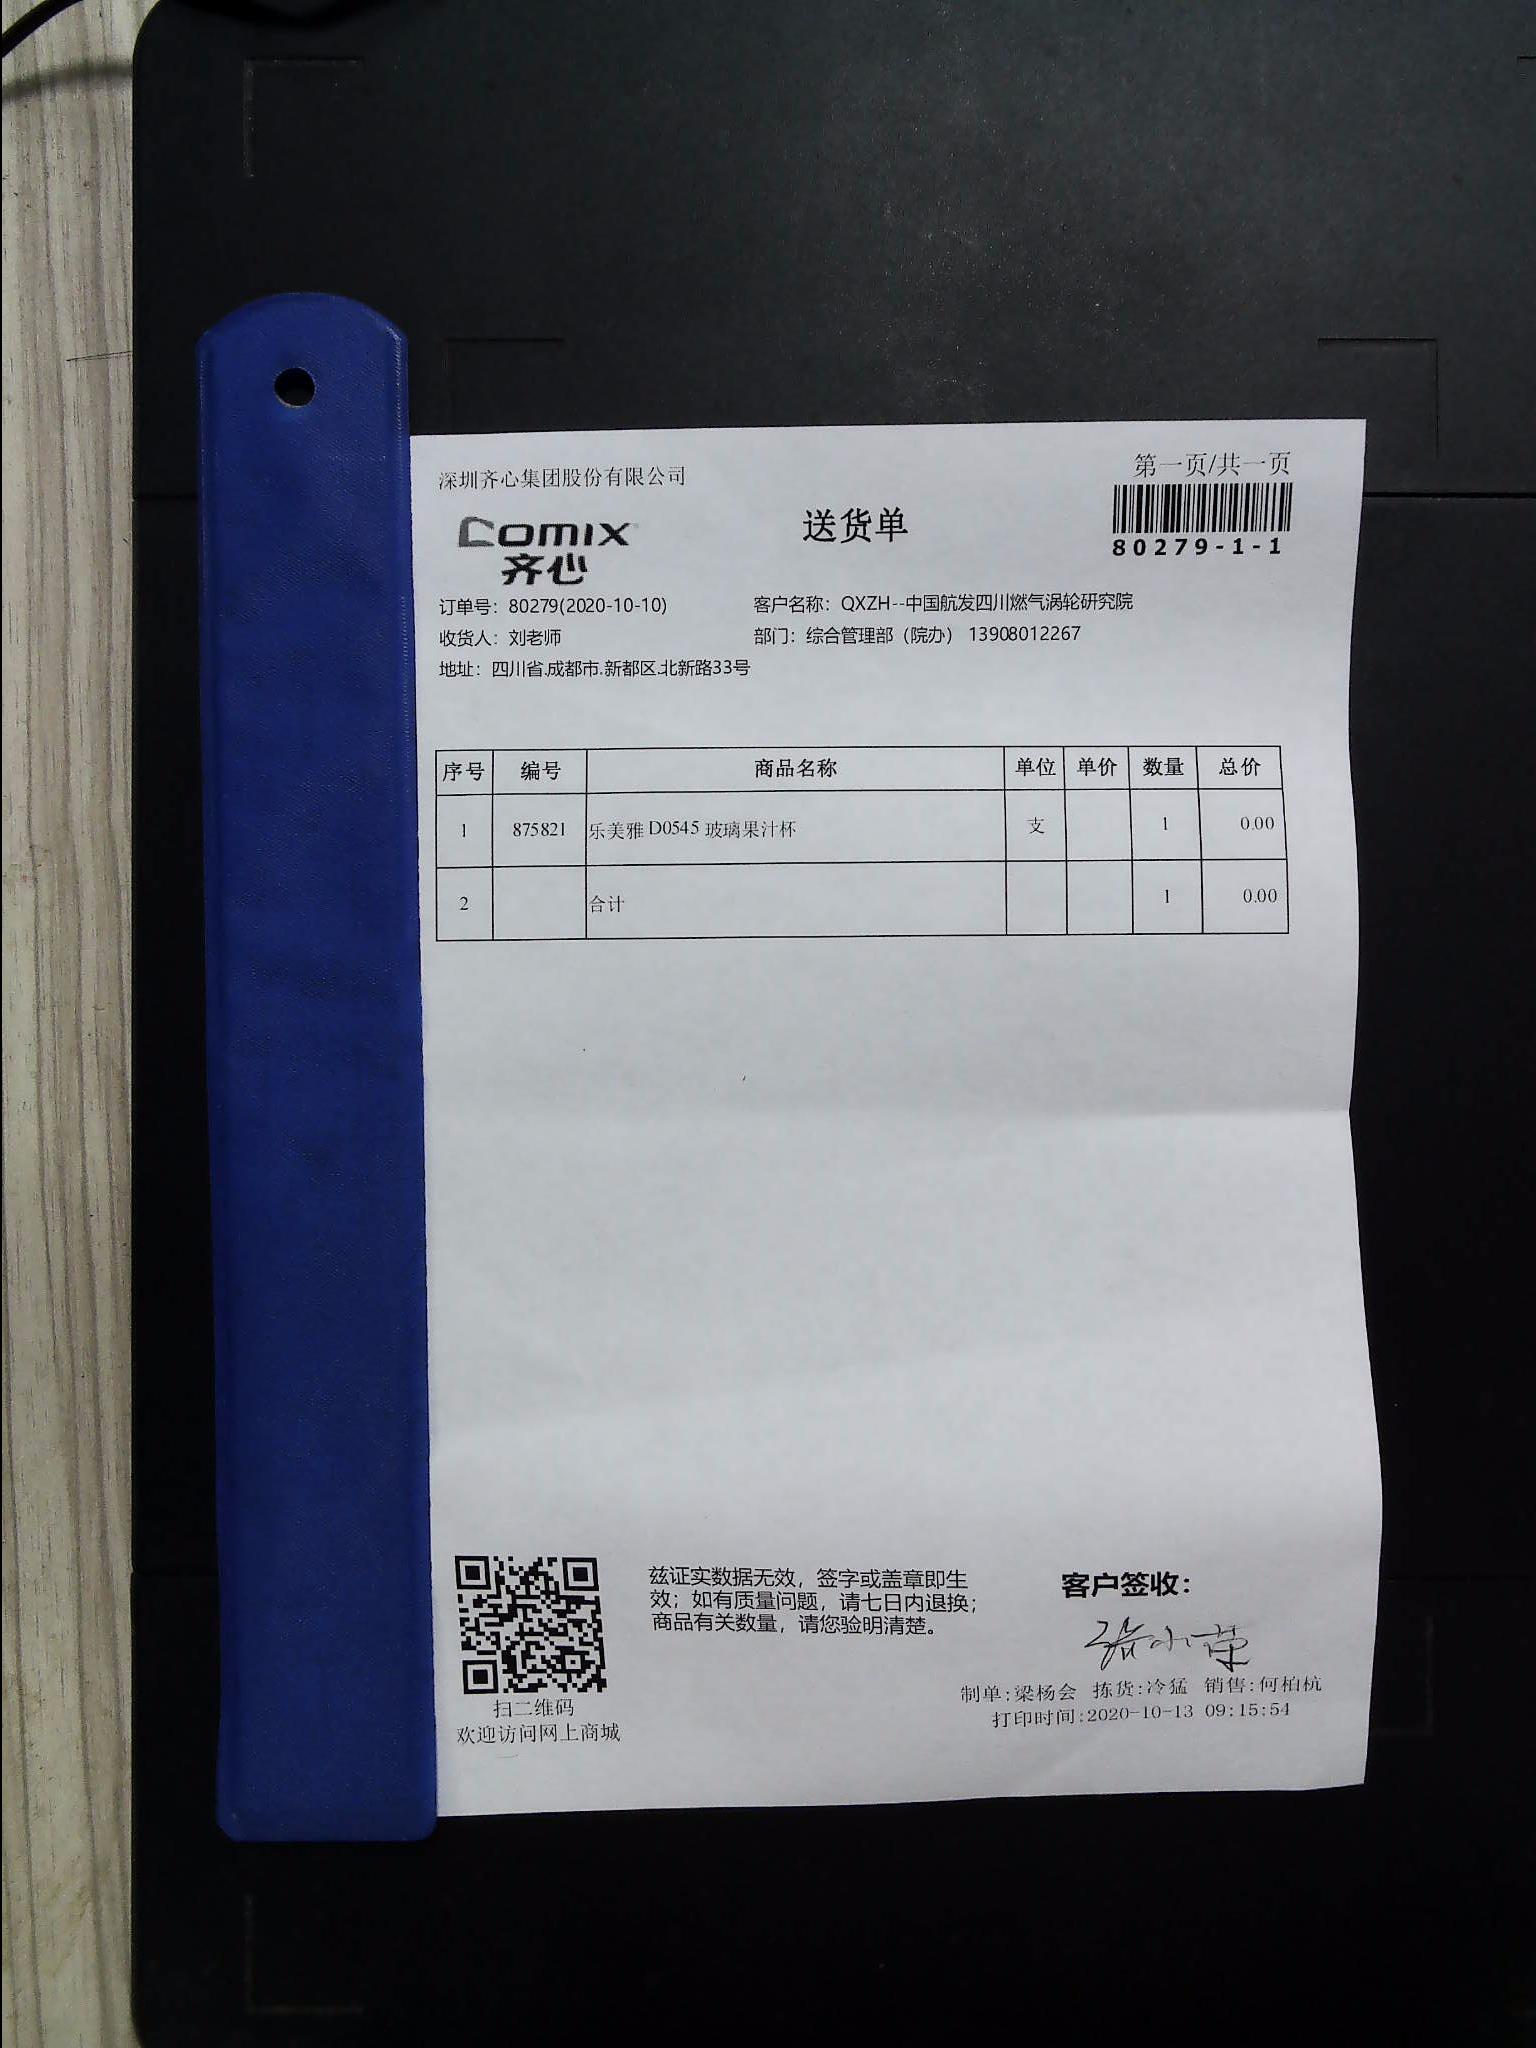 深圳齐心集团股份有限公司
第一页/共一页
comix
齐心
送货单
80279-1-1
订单号：80279(2020-10-10)
客户名称：QXZH--中国航发四川燃气涡轮研究院
收货人：刘老师
部门：综合管理部（院办） 13908012267
地址：四川省.成都市.新都区.北新路33号
序号 编号 商品名称 单位 单价 数量 总价
1 875821 乐美雅 D0545 玻璃果汁杯 支 1 0.00
2 合计 1 0.00
兹证实数据无效，签字或盖章即生
效；如有质量问题，请七日内退换；
商品有关数量，请您验明清楚。
客户签收：
制单:梁杨会 拣货:冷猛 销售:何柏杭
打印时间:2020-10-13 09:15:54
扫二维码
欢迎访问网上商城